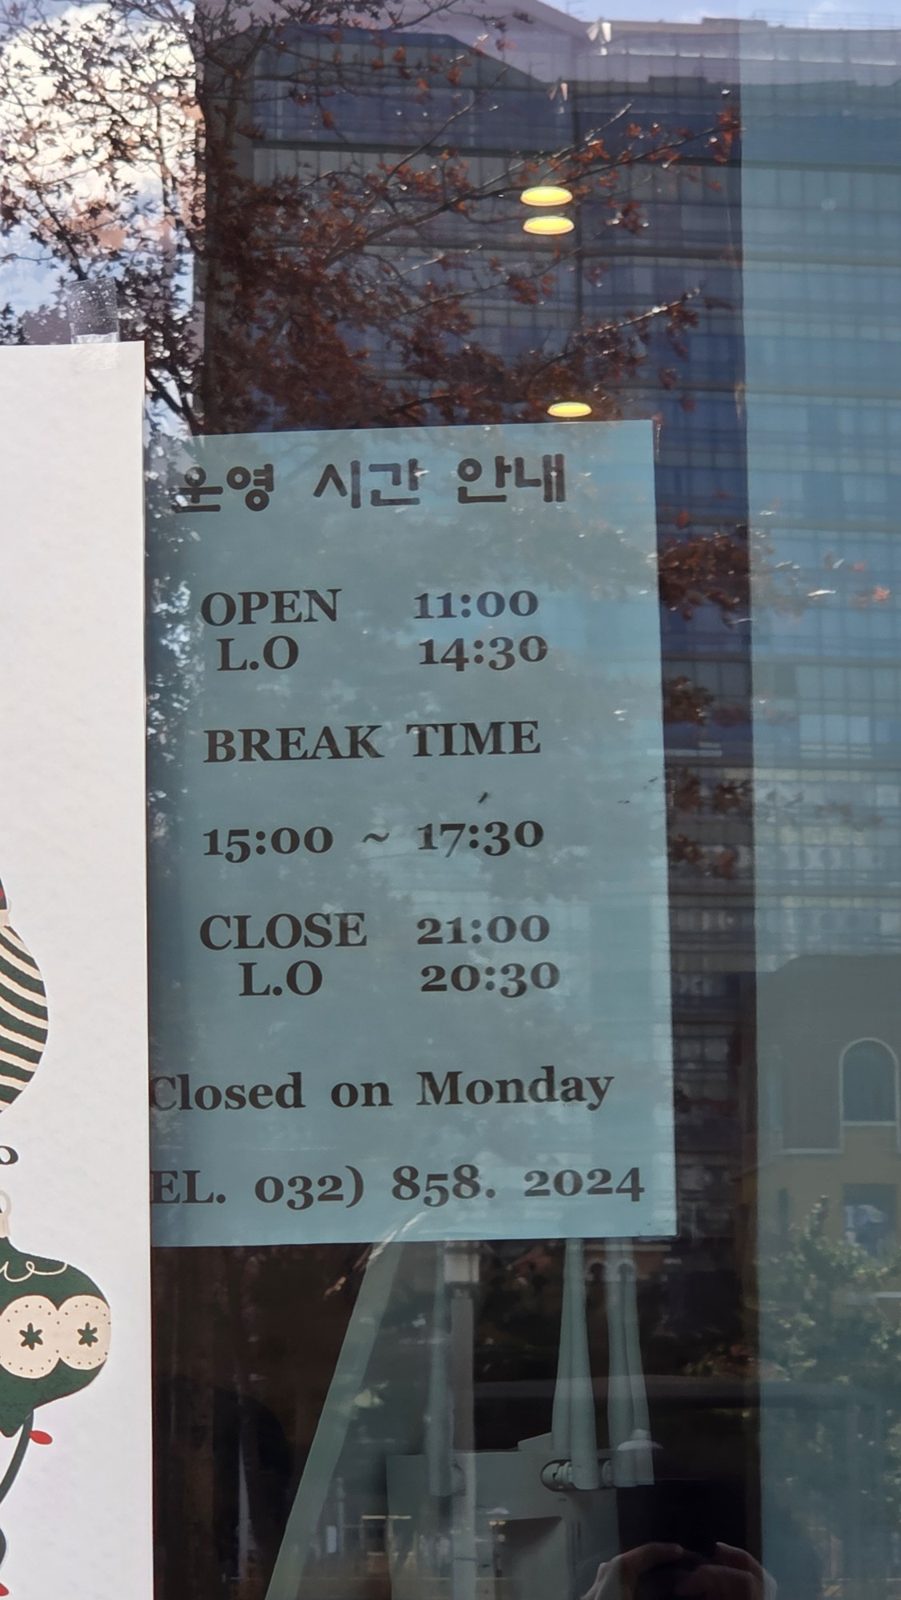 운영 시간 안내
OPEN 11:00
L.O 14:30
BREAK TIME
15:00 ~ 17:30
CLOSE 21:00
L.O 20:30
Closed on Monday
EL. 032) 858. 2024